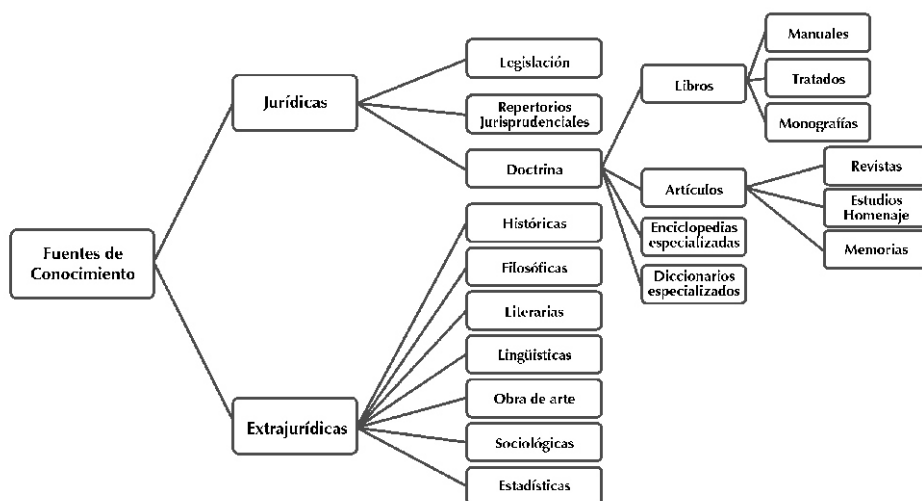 Fuentes de
Conocimiento
Jurídicas
Extrajurídicas
Legislación
Repertorios
Jurisprudenciales
Doctrina
Históricas
Filosóficas
Literarias
Lingüísticas
Obra de arte
Sociológicas
Estadísticas
Libros
Artículos
Enciclopedias
especializadas
Diccionarios
especializados
Manuales
Tratados
Monografíías
Revistas
Estudios
Homenaje
Memorias